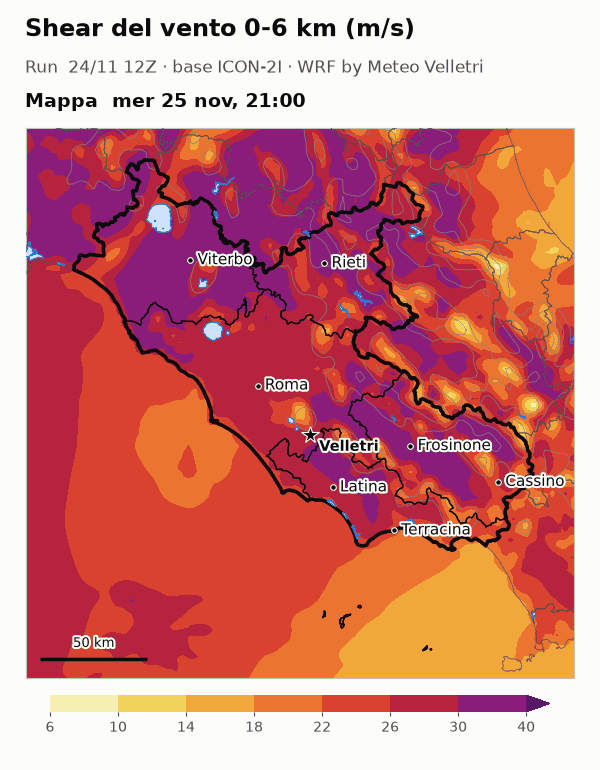 Shear del vento 0-6 km (m/s)
Run  24/11 12Z · base ICON-2I · WRF by Meteo Velletri
Mappa  mer 25 nov, 21:00
Viterbo
Rieti
Roma
Velletri
Frosinone
Latina
Cassino
Terracina
50 km
6 10 14 18 22 26 30 40